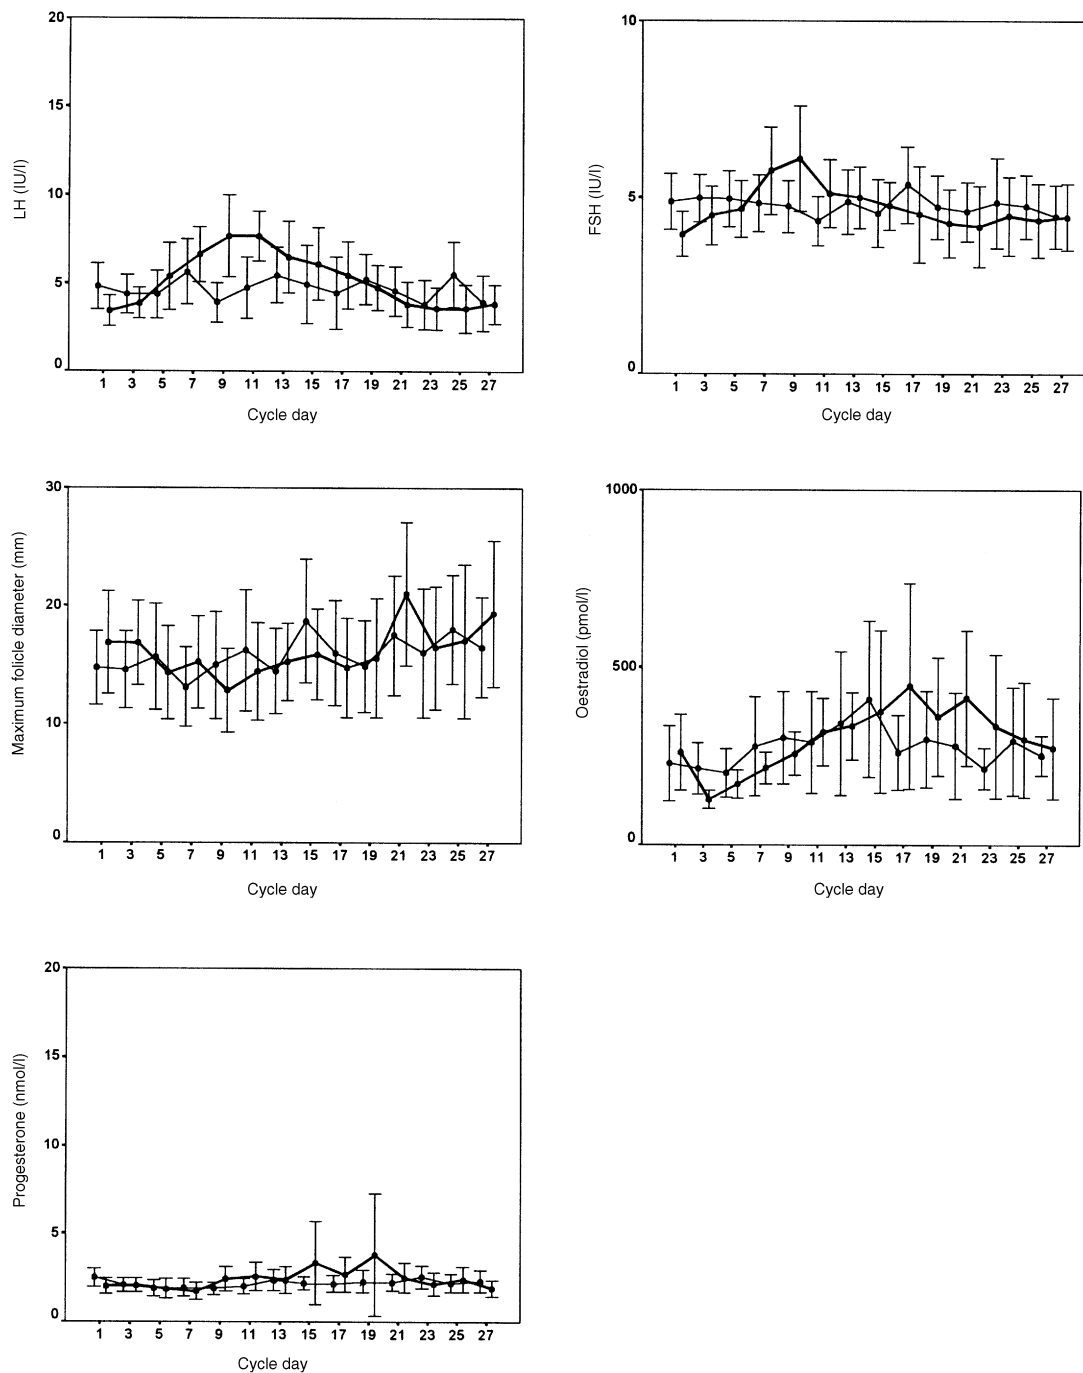 20
15
10
5
0
LH (IU/l)
1 3 5 7 9 11 13 15 17 19 21 23 25 27
Cycle day
10
5
0
FSH (IU/l)
1 3 5 7 9 11 13 15 17 19 21 23 25 27
Cycle day
30
20
10
0
Maximum folicle diameter (mm)
1 3 5 7 9 11 13 15 17 19 21 23 25 27
Cycle day
1000
500
0
Oestradiol (pmol/l)
1 3 5 7 9 11 13 15 17 19 21 23 25 27
Cycle day
20
15
10
5
0
Progesterone (nmol/l)
1 3 5 7 9 11 13 15 17 19 21 23 25 27
Cycle day